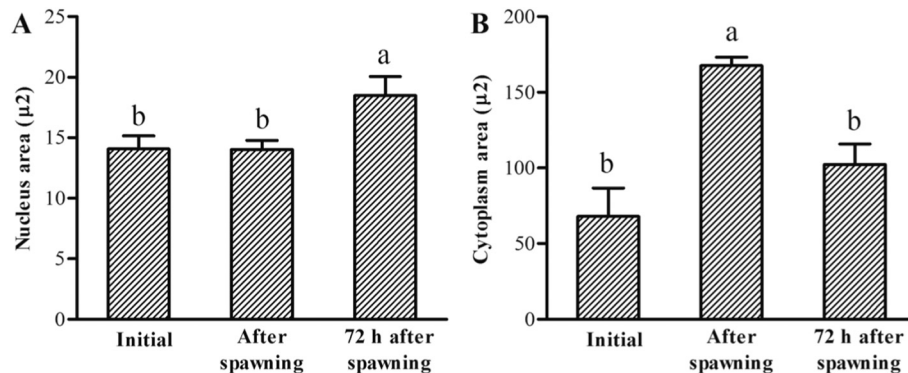 A
Nucleus area (µ2)
25
20
15
10
5
0
b
b
a
Initial
After
spawning
72 h after
spawning
B
Cytoplasm area (µ2)
200
150
100
50
0
b
a
b
Initial
After
spawning
72 h after
spawning